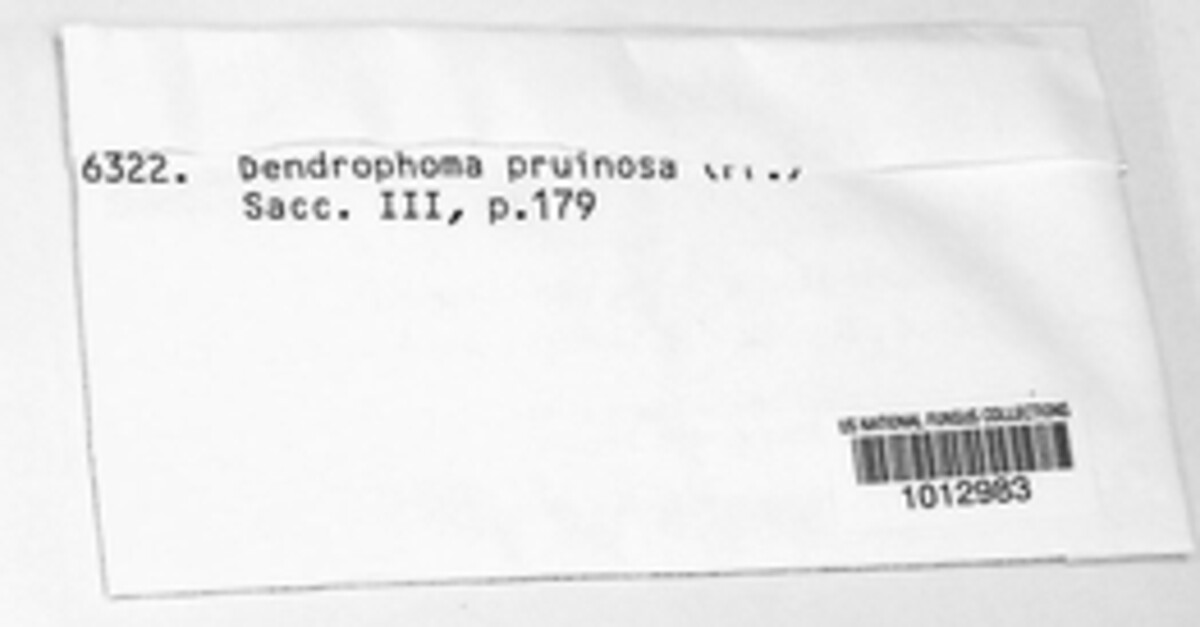 6322. Dendrophoma pruinosa
Sacc. III, p.179
US NATIONAL FUNGUS COLLECTIONS
1012983